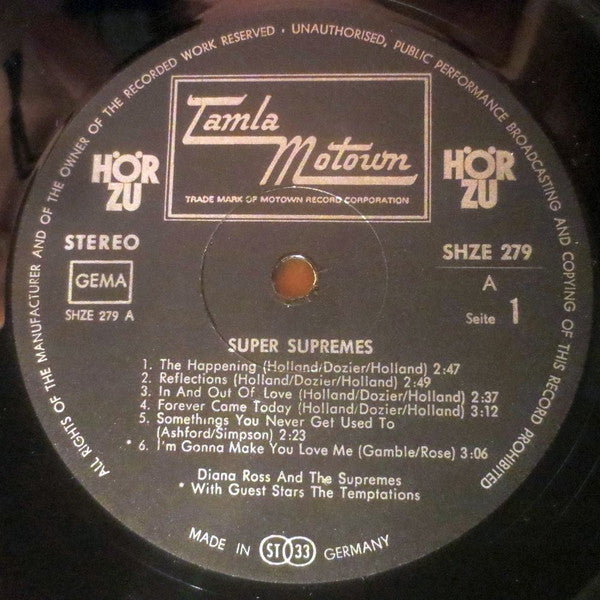 ALL RIGHTS OF THE MANUFACTURER AND OF THE OWNER OF THE RECORDED WORK RESERVED · UNAUTHORISED, PUBLIC PERFORMANCE BROADCASTING AND COPYING OF THIS RECORD PROHIBITED
Tamla
Motown
TRADE MARK OF MOTOWN RECORD CORPORATION
HÖR
ZU
HÖR
ZU
STEREO
GEMA
SHZE 279 A
SHZE 279
A
Seite 1
SUPER SUPREMES
1. The Happening (Holland/Dozier/Holland) 2:47
2. Reflections (Holland/Dozier/Holland) 2:49
3. In And Out Of Love (Holland/Dozier/Holland) 2:37
4. Forever Came Today (Holland/Dozier/Holland) 3:12
5. Somethings You Never Get Used To
(Ashford/Simpson) 2:23
* 6. I'm Gonna Make You Love Me (Gamble/Rose) 3:06
Diana Ross And The Supremes
* With Guest Stars The Temptations
MADE IN ST 33 GERMANY